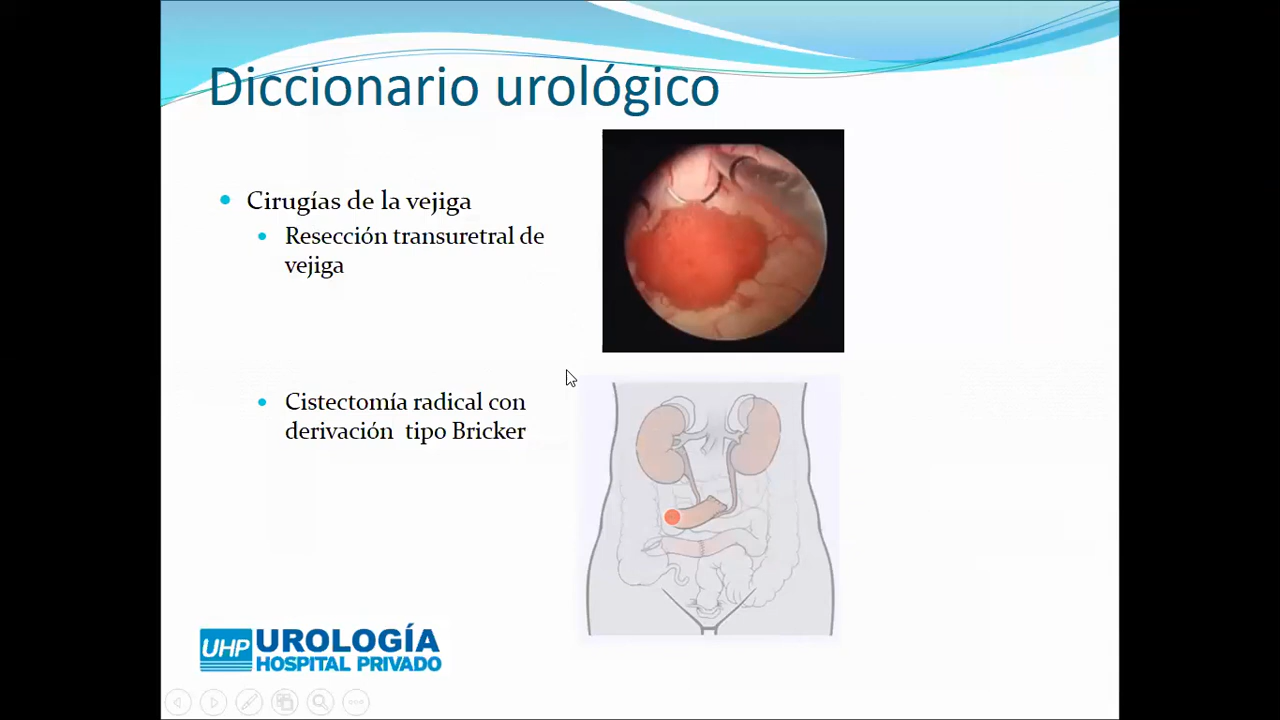 Diccionario urológico
Cirugías de la vejiga
Resección transuretral de
vejiga
Cistectomía radical con
derivación tipo Bricker
UHP UROLOGÍA
HOSPITAL PRIVADO